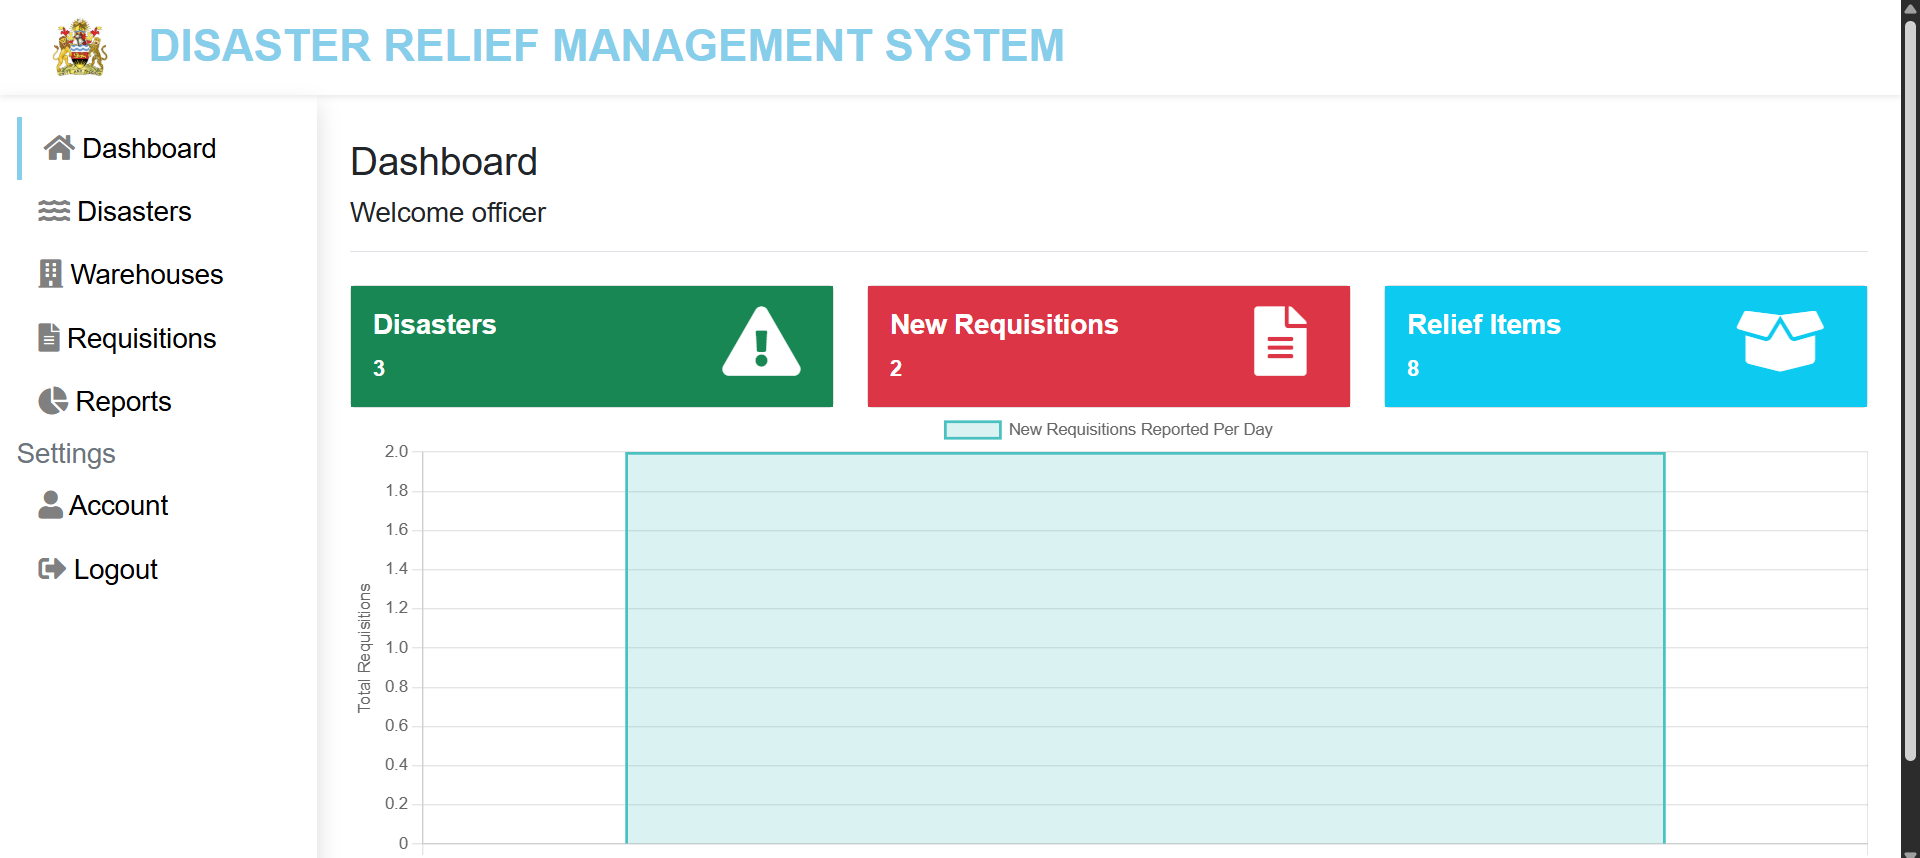 DISASTER RELIEF MANAGEMENT SYSTEM
Dashboard
Disasters
Warehouses
Requisitions
Reports
Settings
Account
Logout
Dashboard
Welcome officer
Disasters
3
New Requisitions
2
Relief Items
8
New Requisitions Reported Per Day
Total Requisitions
2.0
1.8
1.6
1.4
1.2
1.0
0.8
0.6
0.4
0.2
0